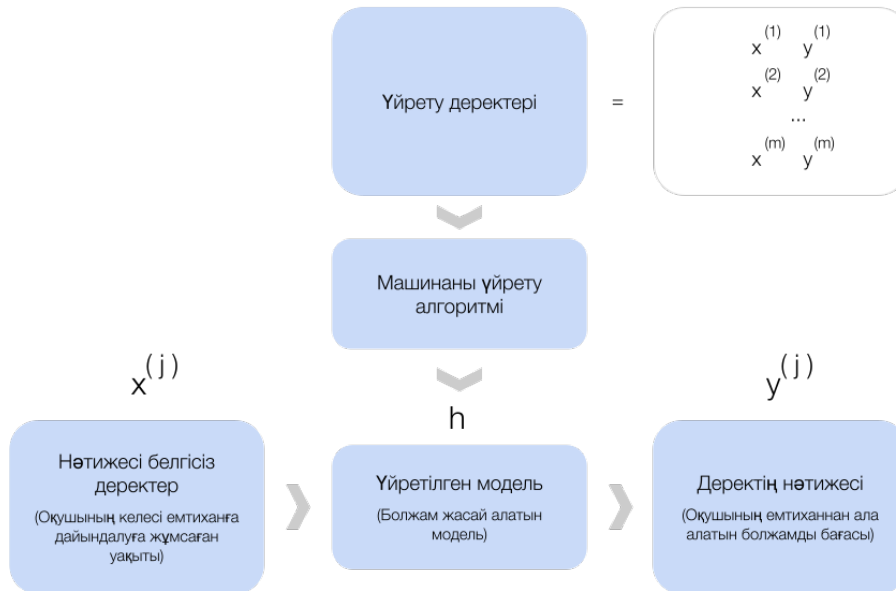 Үйрету деректері
=
x^(1) y^(1)
x^(2) y^(2)
...
x^(m) y^(m)
Машинаны үйрету
алгоритмі
x^(j)
h
y^(j)
Нәтижесі белгісіз
деректер
(Оқушының келесі емтиханға
дайындалуға жұмсаған
уақыты)
Үйретілген модель
(Болжам жасай алатын
модель)
Деректің нәтижесі
(Оқушының емтиханнан ала
алатын болжамды бағасы)